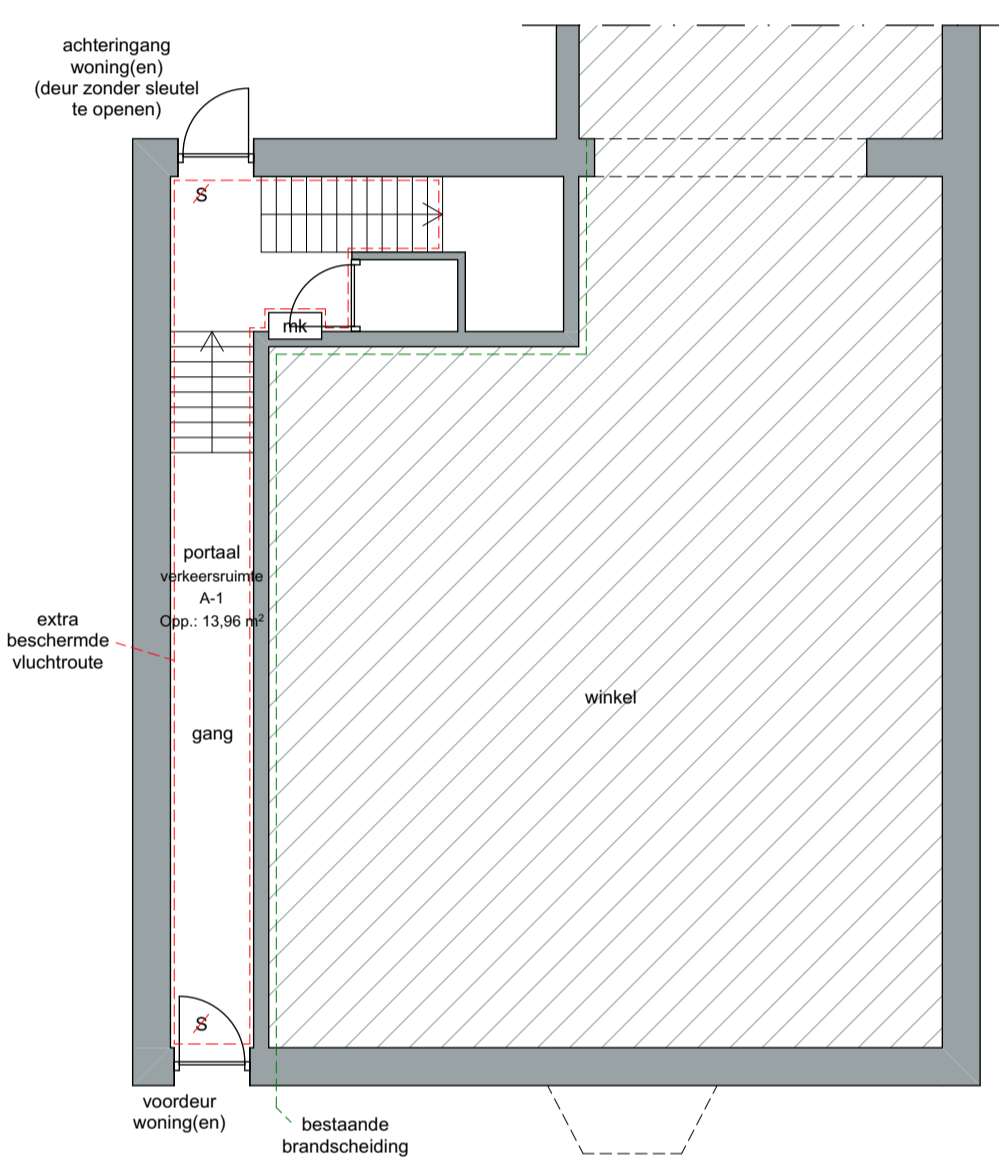 achteringang
woning(en)
(deur zonder sleutel
te openen)
S
mk
portaal
verkeersruimte
A-1
Opp.: 13,96 m²
extra
beschermde
vluchtroute
winkel
gang
S
voordeur
woning(en)
bestaande
brandscheiding